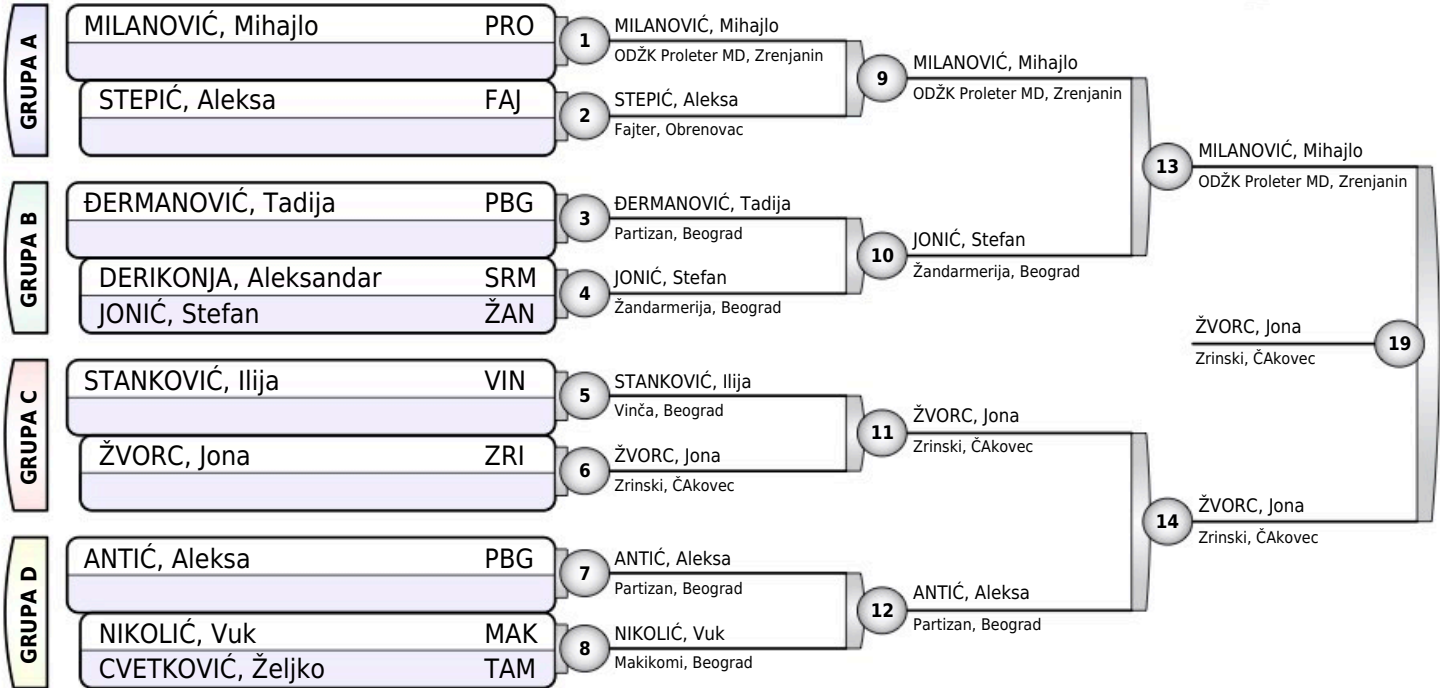 GRUPA A
MILANOVIĆ, Mihajlo PRO
STEPIĆ, Aleksa FAJ
1
MILANOVIĆ, Mihajlo
ODŽK Proleter MD, Zrenjanin
2
STEPIĆ, Aleksa
Fajter, Obrenovac
9
MILANOVIĆ, Mihajlo
ODŽK Proleter MD, Zrenjanin
GRUPA B
ĐERMANOVIĆ, Tadija PBG
DERIKONJA, Aleksandar SRM
JONIĆ, Stefan ŽAN
3
ĐERMANOVIĆ, Tadija
Partizan, Beograd
4
JONIĆ, Stefan
Žandarmerija, Beograd
10
JONIĆ, Stefan
Žandarmerija, Beograd
13
MILANOVIĆ, Mihajlo
ODŽK Proleter MD, Zrenjanin
GRUPA C
STANKOVIĆ, Ilija VIN
ŽVORC, Jona ZRI
5
STANKOVIĆ, Ilija
Vinča, Beograd
6
ŽVORC, Jona
Zrinski, ČAkovec
11
ŽVORC, Jona
Zrinski, ČAkovec
GRUPA D
ANTIĆ, Aleksa PBG
NIKOLIĆ, Vuk MAK
CVETKOVIĆ, Željko TAM
7
ANTIĆ, Aleksa
Partizan, Beograd
8
NIKOLIĆ, Vuk
Makikomi, Beograd
12
ANTIĆ, Aleksa
Partizan, Beograd
14
ŽVORC, Jona
Zrinski, ČAkovec
ŽVORC, Jona
Zrinski, ČAkovec
19